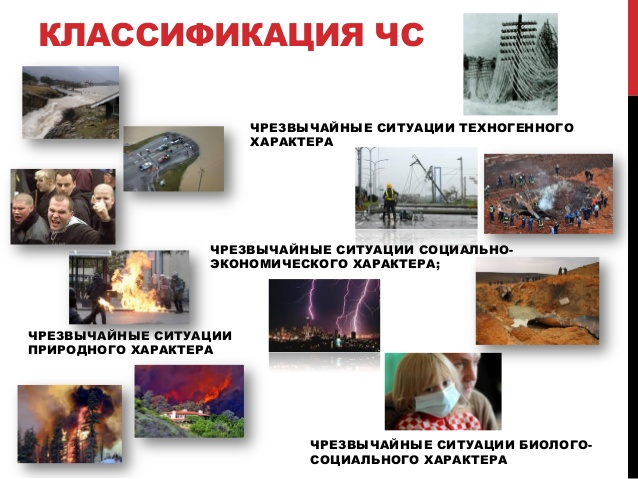 КЛАССИФИКАЦИЯ ЧС
ЧРЕЗВЫЧАЙНЫЕ СИТУАЦИИ ТЕХНОГЕННОГО
ХАРАКТЕРА
ЧРЕЗВЫЧАЙНЫЕ СИТУАЦИИ СОЦИАЛЬНО-
ЭКОНОМИЧЕСКОГО ХАРАКТЕРА;
ЧРЕЗВЫЧАЙНЫЕ СИТУАЦИИ
ПРИРОДНОГО ХАРАКТЕРА
ЧРЕЗВЫЧАЙНЫЕ СИТУАЦИИ БИОЛОГО-
СОЦИАЛЬНОГО ХАРАКТЕРА